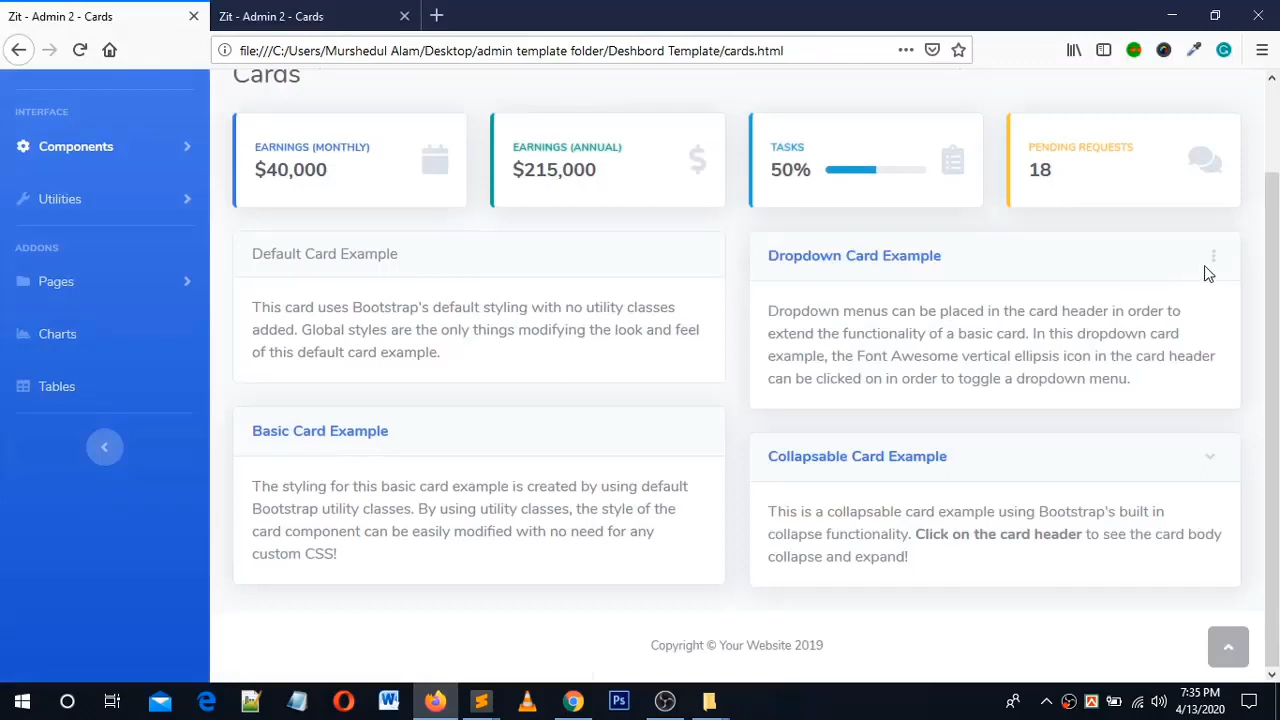 Zit - Admin 2 - Cards
Zit - Admin 2 - Cards
file:///C:/Users/Murshedul Alam/Desktop/admin template folder/Deshbord Template/cards.html
Cards
INTERFACE
Components
Utilities
ADDONS
Pages
Charts
Tables
EARNINGS (MONTHLY)
$40,000
EARNINGS (ANNUAL)
$215,000
TASKS
50%
PENDING REQUESTS
18
Default Card Example
This card uses Bootstrap's default styling with no utility classes
added. Global styles are the only things modifying the look and feel
of this default card example.
Basic Card Example
The styling for this basic card example is created by using default
Bootstrap utility classes. By using utility classes, the style of the
card component can be easily modified with no need for any
custom CSS!
Dropdown Card Example
Dropdown menus can be placed in the card header in order to
extend the functionality of a basic card. In this dropdown card
example, the Font Awesome vertical ellipsis icon in the card header
can be clicked on in order to toggle a dropdown menu.
Collapsable Card Example
This is a collapsable card example using Bootstrap's built in
collapse functionality. Click on the card header to see the card body
collapse and expand!
Copyright © Your Website 2019
7:35 PM
4/13/2020